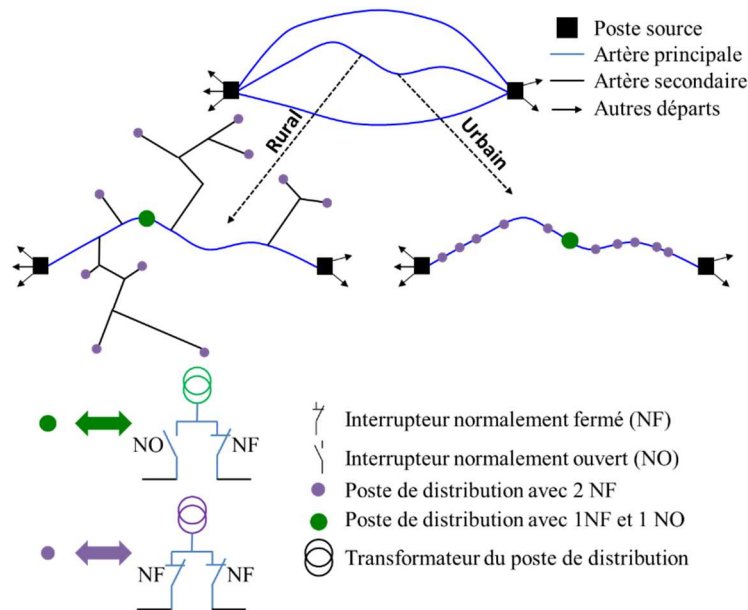 Poste source
Artère principale
Artère secondaire
Autres départs
Rural
Urbain
NO
NF
NF
NF
Interrupteur normalement fermé (NF)
Interrupteur normalement ouvert (NO)
Poste de distribution avec 2 NF
Poste de distribution avec 1NF et 1 NO
Transformateur du poste de distribution